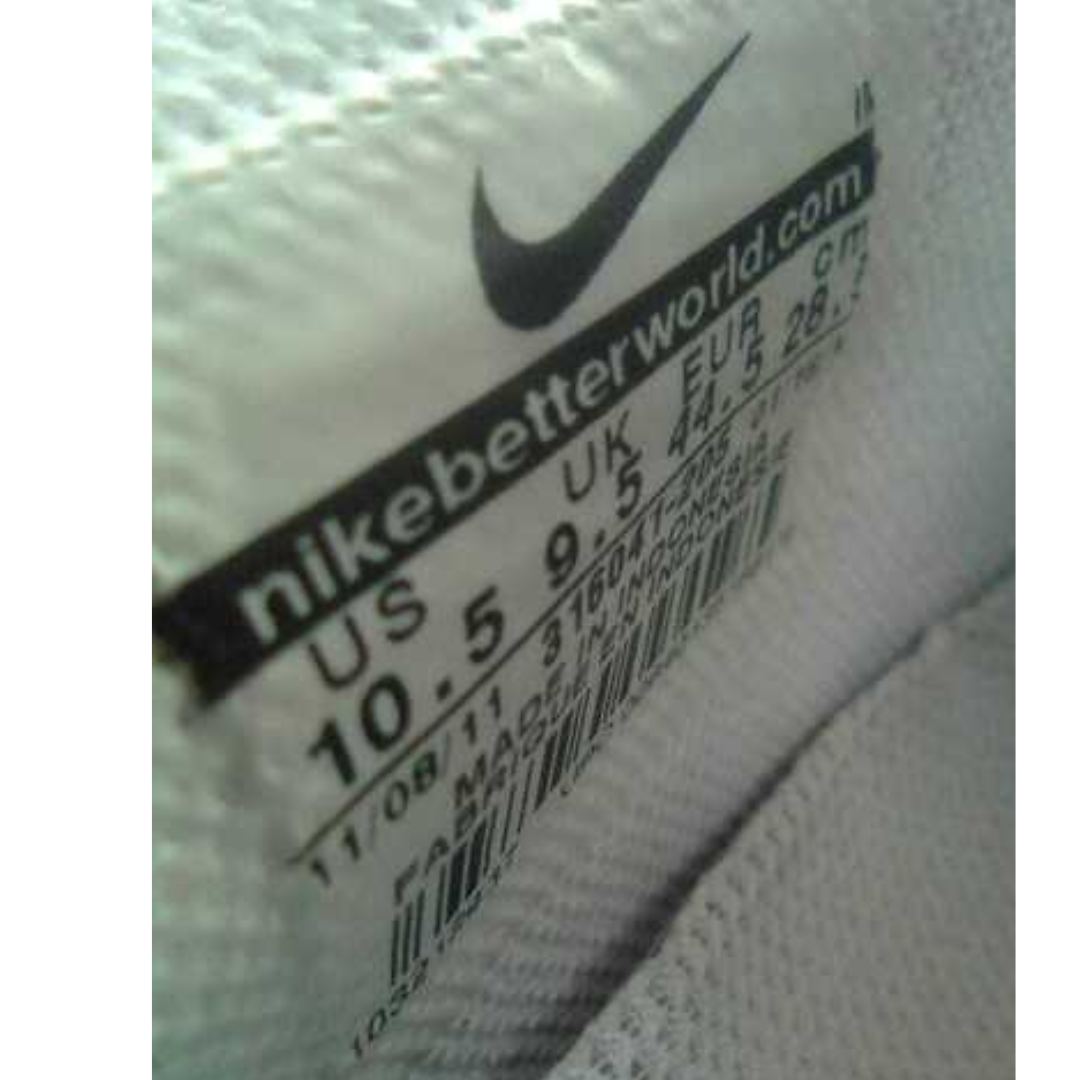 nikebetterworld.com
US UK EUR cm
10.5 9.5 44.5 28.
11/08/11 316041-205
MADE IN INDONESIA
FABRIQUE EN INDONESIE